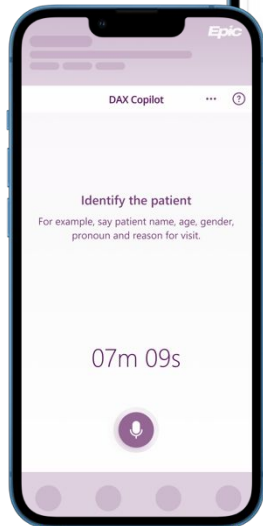 Epic
DAX Copilot ... ?
Identify the patient
For example, say patient name, age, gender,
pronoun and reason for visit.
07m 09s